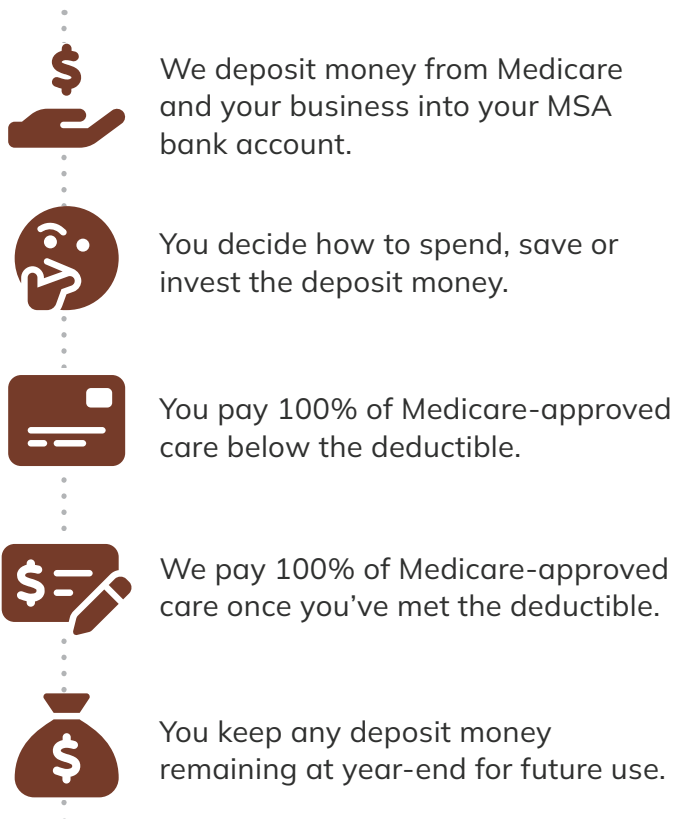 $
We deposit money from Medicare
and your business into your MSA
bank account.
You decide how to spend, save or
invest the deposit money.
You pay 100% of Medicare-approved
care below the deductible.
$
We pay 100% of Medicare-approved
care once you’ve met the deductible.
$
You keep any deposit money
remaining at year-end for future use.